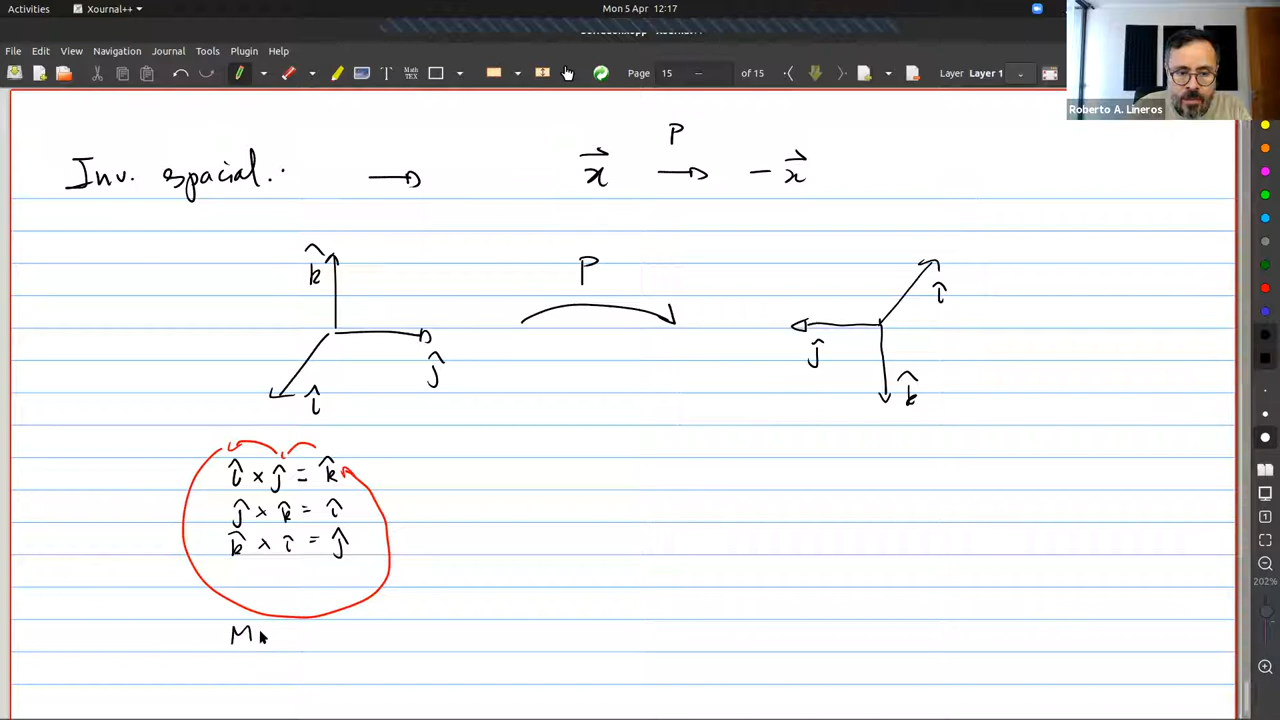 Activities Xournal++ Mon 5 Apr 12:17
File Edit View Navigation Journal Tools Plugin Help
Page 15 of 15 Layer Layer 1
Roberto A. Lineros
P
Inv. espacial : → x⃗ → -x⃗
k̂ P î
ĵ ĵ
î k̂
î × ĵ = k̂
ĵ × k̂ = î
k̂ × î = ĵ
M
202%